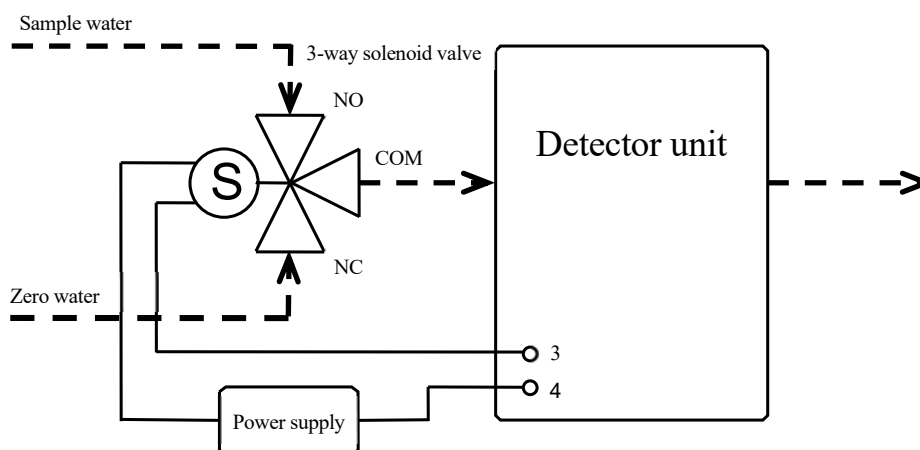 Sample water
3-way solenoid valve
NO
Detector unit
COM
S
NC
Zero water
3
4
Power supply